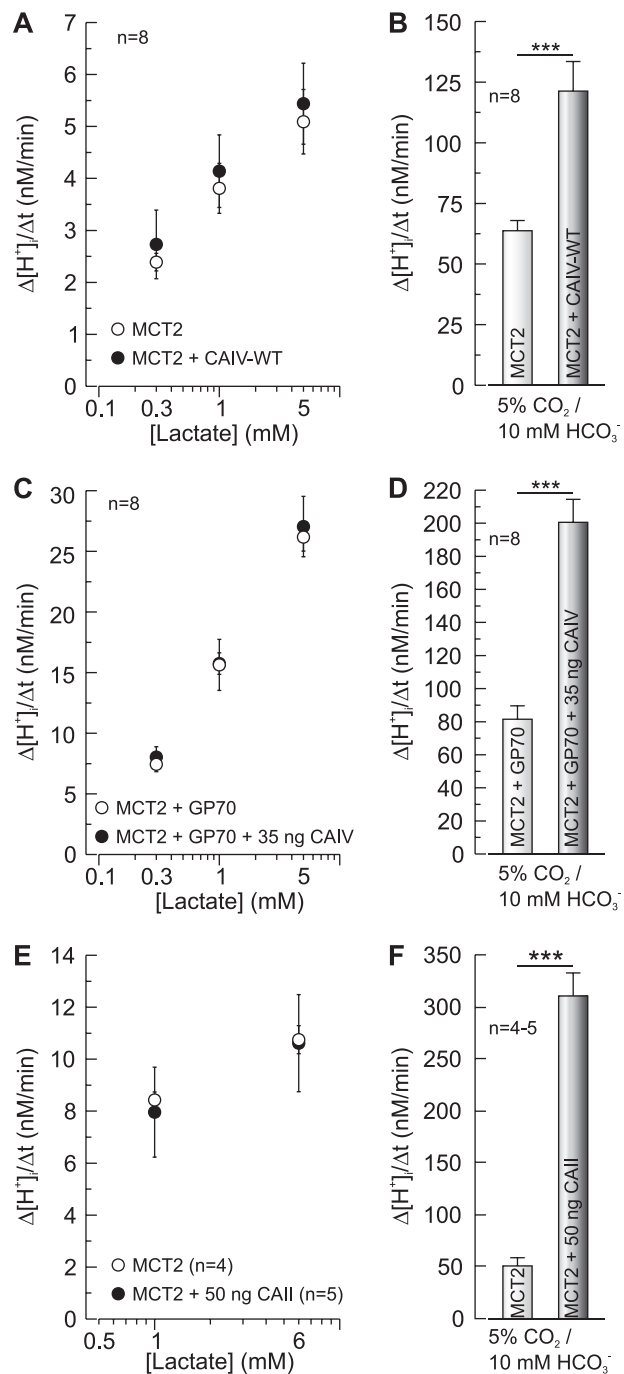 A
n=8
Δ[H⁺]ᵢ/Δt (nM/min)
7
6
5
4
3
2
1
0
MCT2
MCT2 + CAIV-WT
0.1 0.3 1 5
[Lactate] (mM)
B
***
n=8
Δ[H⁺]ᵢ/Δt (nM/min)
150
125
100
75
50
25
0
MCT2
MCT2 + CAIV-WT
5% CO₂ /
10 mM HCO₃⁻
C
n=8
Δ[H⁺]ᵢ/Δt (nM/min)
30
25
20
15
10
5
0
MCT2 + GP70
MCT2 + GP70 + 35 ng CAIV
0.1 0.3 1 5
[Lactate] (mM)
D
***
n=8
Δ[H⁺]ᵢ/Δt (nM/min)
220
200
180
160
140
120
100
80
60
40
20
0
MCT2 + GP70
MCT2 + GP70 + 35 ng CAIV
5% CO₂ /
10 mM HCO₃⁻
E
Δ[H⁺]ᵢ/Δt (nM/min)
14
12
10
8
6
4
2
0
MCT2 (n=4)
MCT2 + 50 ng CAII (n=5)
0.5 1 6
[Lactate] (mM)
F
***
n=4-5
Δ[H⁺]ᵢ/Δt (nM/min)
350
300
250
200
150
100
50
0
MCT2
MCT2 + 50 ng CAII
5% CO₂ /
10 mM HCO₃⁻